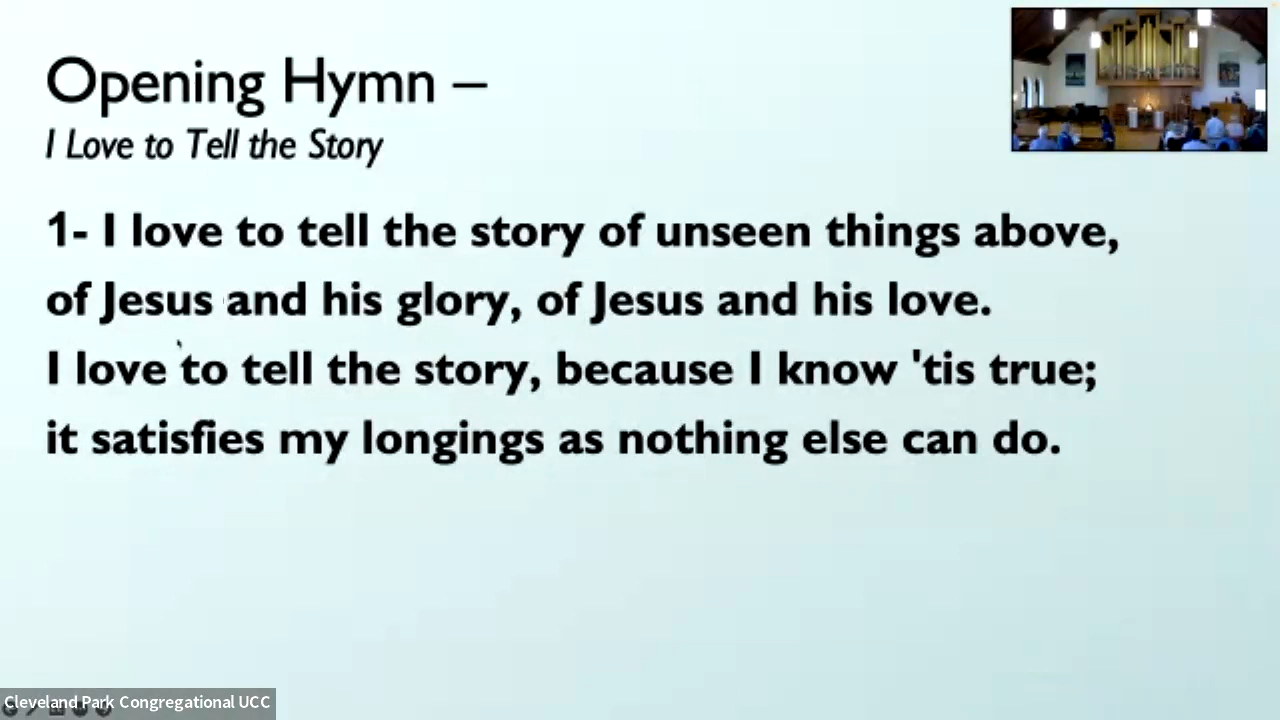 Opening Hymn –
I Love to Tell the Story
1- I love to tell the story of unseen things above,
of Jesus and his glory, of Jesus and his love.
I love to tell the story, because I know 'tis true;
it satisfies my longings as nothing else can do.
Cleveland Park Congregational UCC